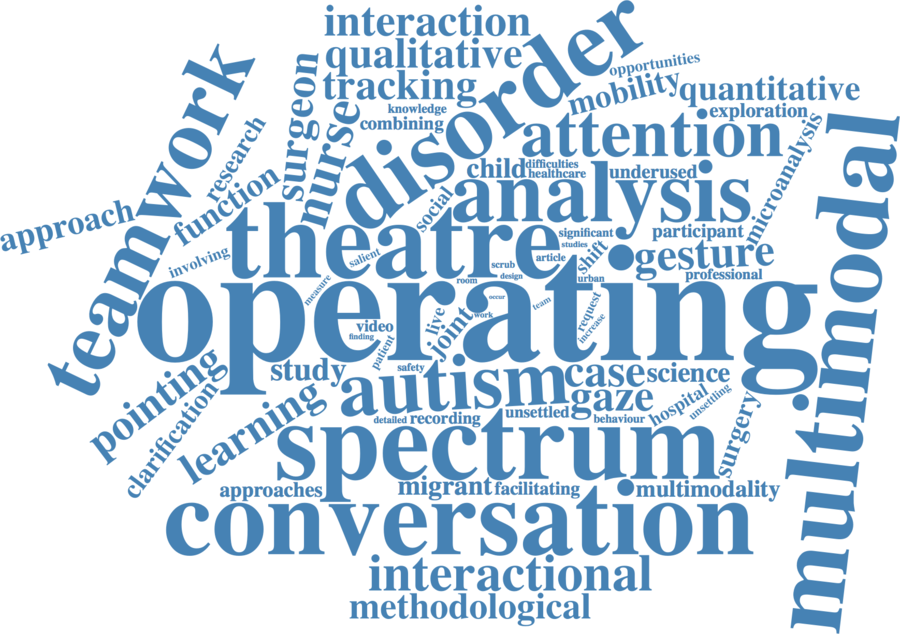 interaction
qualitative
tracking
disorder
opportunities
mobility
quantitative
exploration
knowledge
combining
surgeon
nurse
teamwork
research
function
approach
attention
microanalysis
multimodal
child
difficulties
healthcare
underused
analysis
social
theatre
significant
participant
studies
shift
gesture
article
professional
involving
salient
scrub
room
design
urban
measure
operating
occur
team
work
live
joint
request
increase
video
finding
patient
safety
study
autism
case
science
pointing
clarification
learning
gaze
hospital
unsettling
surgery
detailed
recording
unsettled
behaviour
spectrum
approaches
migrant
facilitating
multimodality
conversation
interactional
methodological